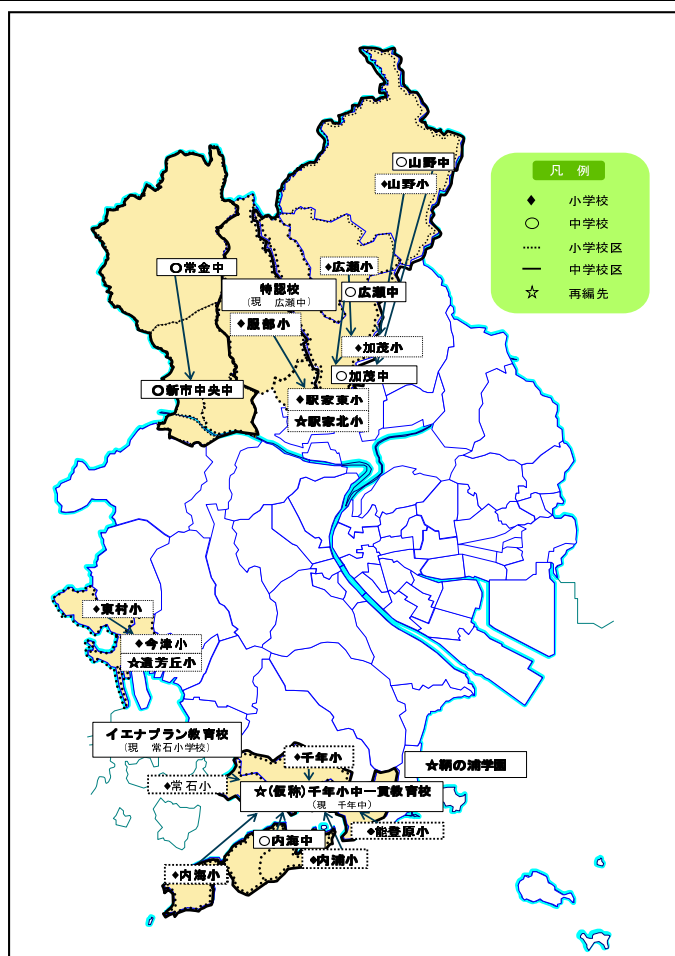 ○山野中
♦山野小
凡 例
♦ 小学校
○ 中学校
小学校区
中学校区
☆ 再編先
○常金中
♦広瀬小
特認校
(現 広瀬中)
○広瀬中
♦服部小
♦加茂小
○加茂中
○新市中央中
♦駅家東小
☆駅家北小
♦東村小
♦今津小
☆遺芳丘小
イエナプラン教育校
(現 常石小学校)
♦千年小
☆鞆の浦学園
♦常石小
☆(仮称)千年小中一貫教育校
(現 千年中)
♦能登原小
○内海中
♦内浦小
♦内海小